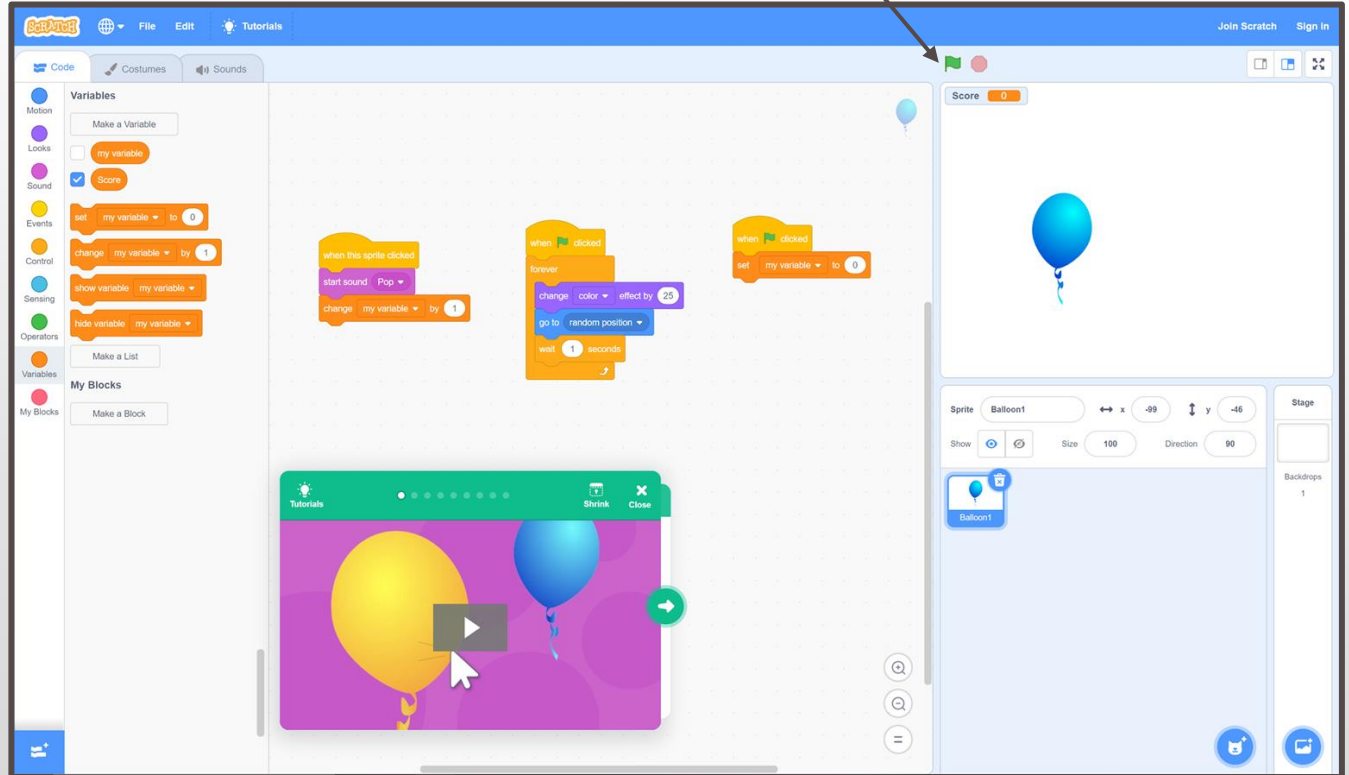 SCRATCH File Edit Tutorials Join Scratch Sign in
Code Costumes Sounds
Motion
Looks
Sound
Events
Control
Sensing
Operators
Variables
My Blocks
Variables
Make a Variable
my variable
Score
set my variable to 0
change my variable by 1
show variable my variable
hide variable my variable
Make a List
My Blocks
Make a Block
when this sprite clicked
start sound Pop
change my variable by 1
when clicked
forever
change color effect by 25
go to random position
wait 1 seconds
when clicked
set my variable to 0
Tutorials Shrink Close
Score 0
Sprite Balloon1 x -99 y -46
Show Size 100 Direction 90
Balloon1
Stage
Backdrops
1